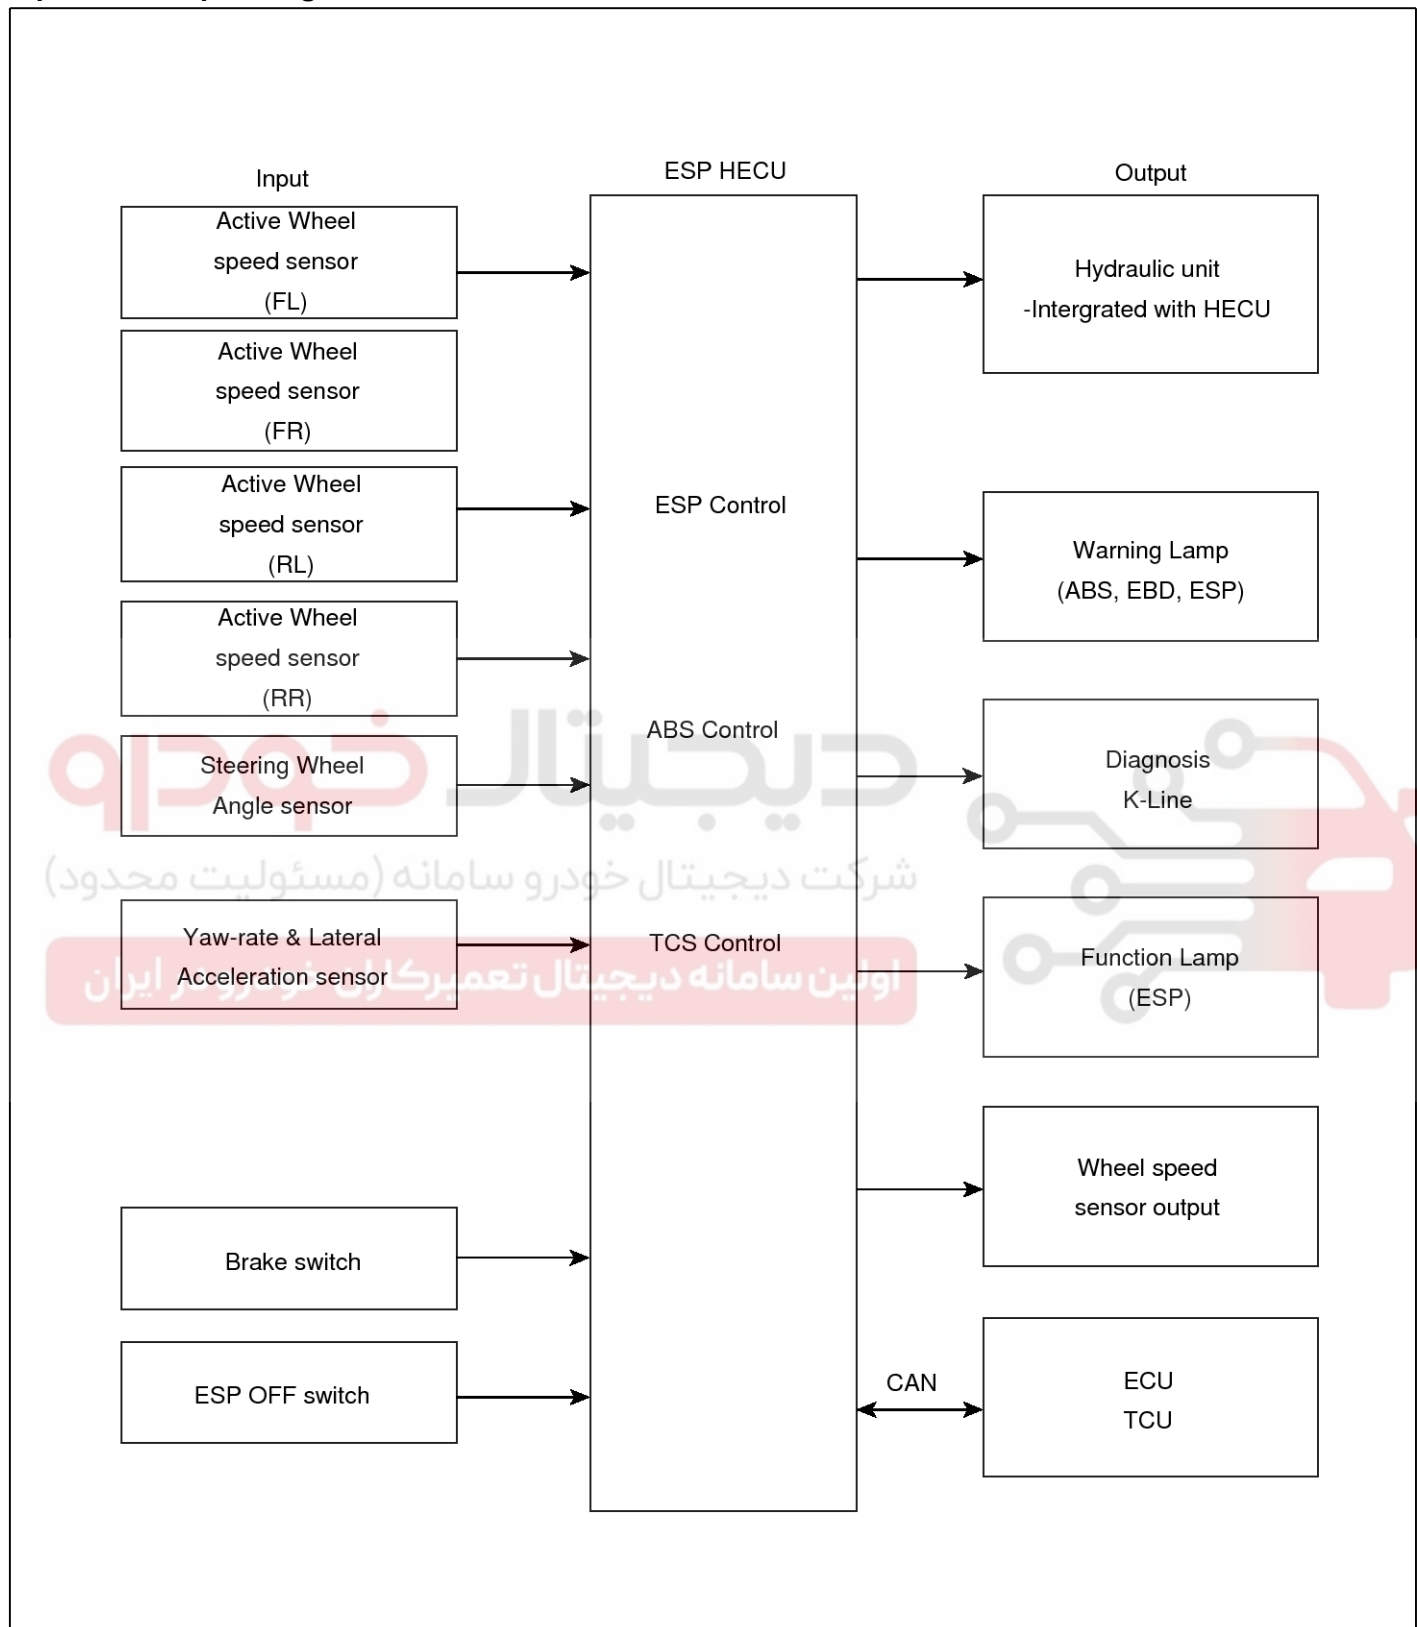 Input
Active Wheel
speed sensor
(FL)
Active Wheel
speed sensor
(FR)
Active Wheel
speed sensor
(RL)
Active Wheel
speed sensor
(RR)
Steering Wheel
Angle sensor
Yaw-rate & Lateral
Acceleration sensor
Brake switch
ESP OFF switch
ESP HECU
ESP Control
ABS Control
TCS Control
Output
Hydraulic unit
-Intergrated with HECU
Warning Lamp
(ABS, EBD, ESP)
Diagnosis
K-Line
Function Lamp
(ESP)
Wheel speed
sensor output
CAN
ECU
TCU
دیجیتال خودرو
شرکت دیجیتال خودرو سامانه (مسئولیت محدود)
اولین سامانه دیجیتال تعمیرکاران خودرو در ایران